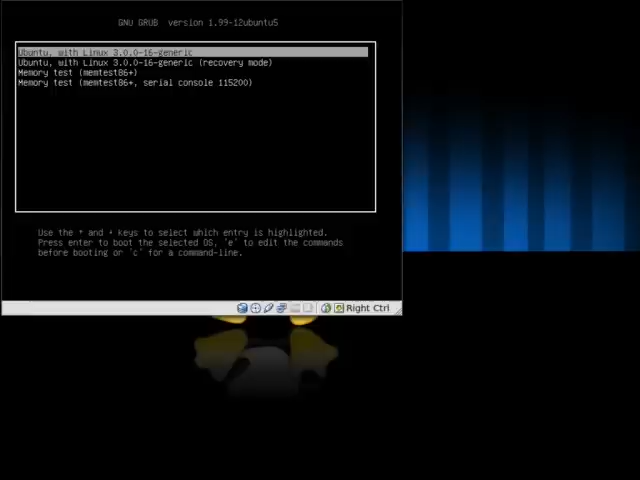 GNU GRUB  version 1.99-12ubuntu5
Ubuntu, with Linux 3.0.0-16-generic
Ubuntu, with Linux 3.0.0-16-generic (recovery mode)
Memory test (memtest86+)
Memory test (memtest86+, serial console 115200)
Use the ↑ and ↓ keys to select which entry is highlighted.
Press enter to boot the selected OS, 'e' to edit the commands
before booting or 'c' for a command-line.
Right Ctrl